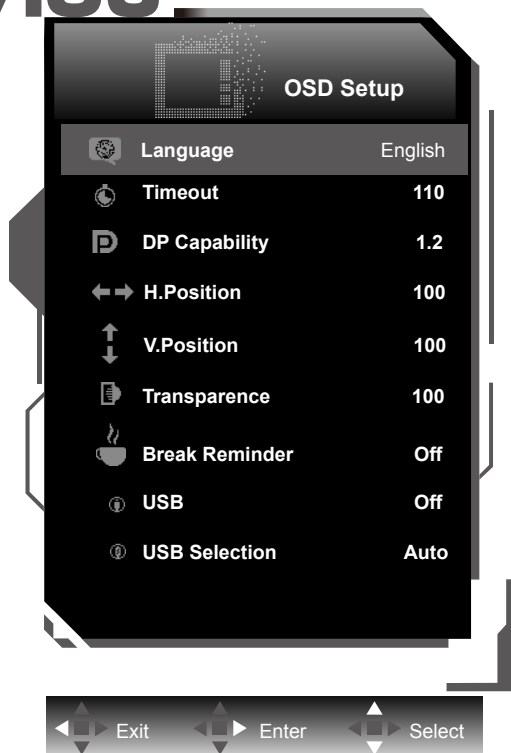 OSD Setup
Language English
Timeout 110
DP Capability 1.2
H.Position 100
V.Position 100
Transparence 100
Break Reminder Off
USB Off
USB Selection Auto
Exit Enter Select